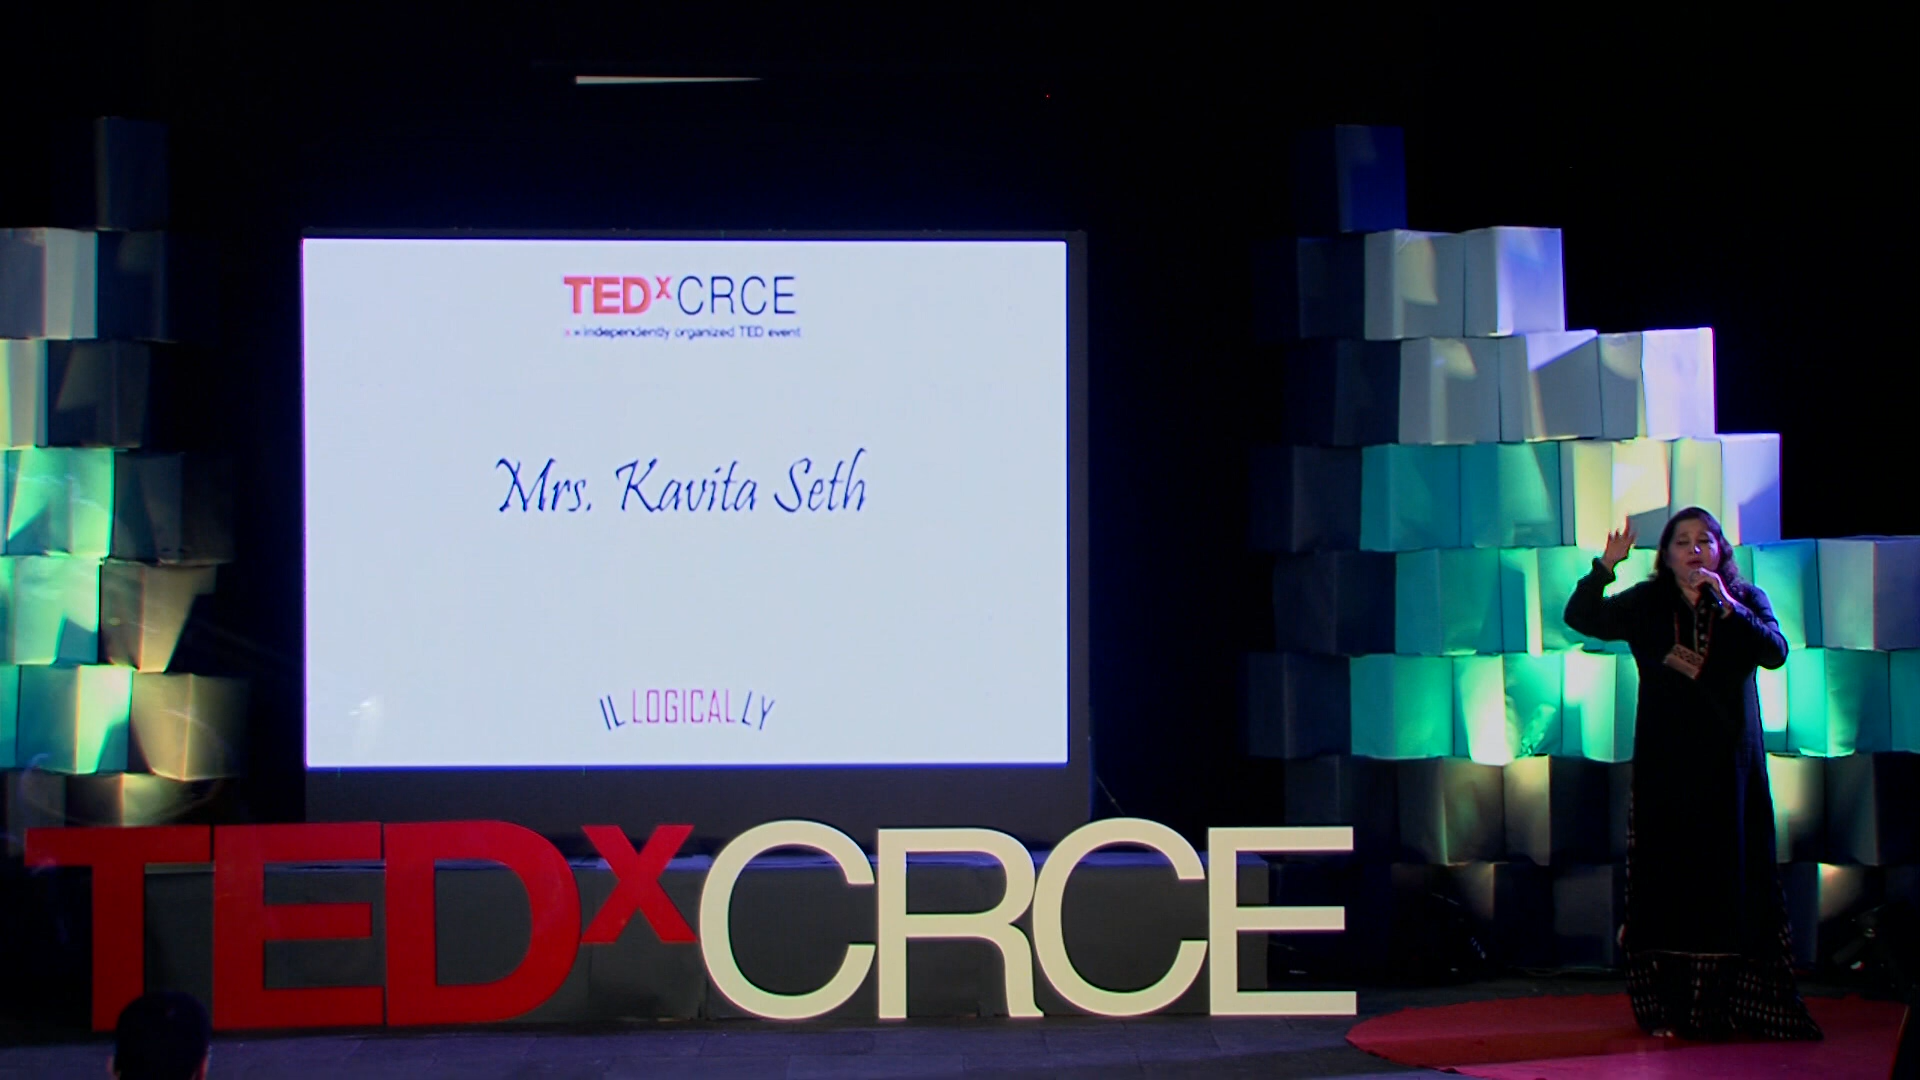 TEDxCRCE
x = independently organized TED event
Mrs. Kavita Seth
ILLOGICALLY
TEDxCRCE